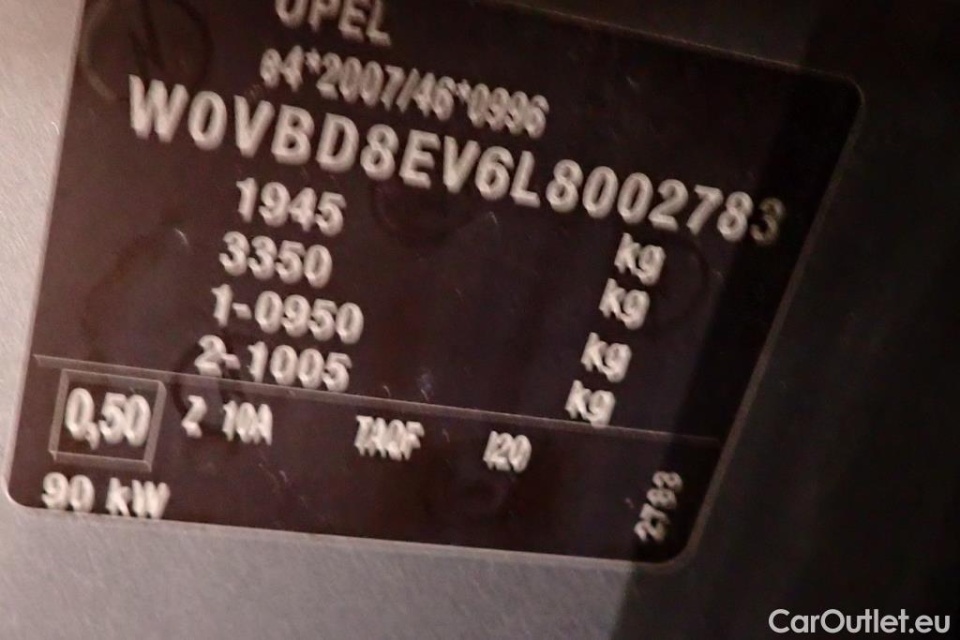 OPEL
e4*2007/46*0996
W0VBD8EV6L8002783
1945 kg
3350 kg
1-0950 kg
2-1005 kg
0,50 Z 10A TAQF I20
90 kW 2783
CarOutlet.eu